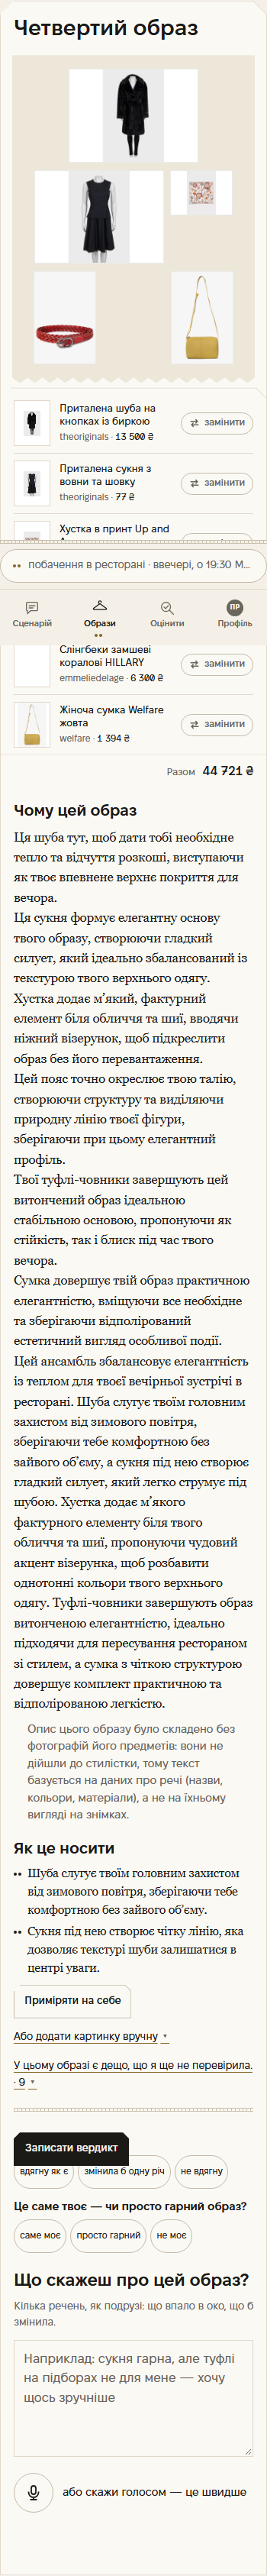 Четвертий образ
Приталена шуба на
кнопках із биркою
theoriginals · 13 500 ₴
замінити
Приталена сукня з
вовни та шовку
theoriginals · 77 ₴
замінити
Хустка в принт Up and
побачення в ресторані · ввечері, о 19:30 М...
Сценарій
Образи
Оцінити
ПР
Профіль
Слінгбеки замшеві
коралові HILLARY
emmeliedelage · 6 300 ₴
замінити
Жіноча сумка Welfare
жовта
welfare · 1 394 ₴
замінити
Разом 44 721 ₴
Чому цей образ
Ця шуба тут, щоб дати тобі необхідне
тепло та відчуття розкоші, виступаючи
як твоє впевнене верхнє покриття для
вечора.
Ця сукня формує елегантну основу
твого образу, створюючи гладкий
силует, який ідеально збалансований із
текстурою твого верхнього одягу.
Хустка додає м’який, фактурний
елемент біля обличчя та шиї, вводячи
ніжний візерунок, щоб підкреслити
образ без його перевантаження.
Цей пояс точно окреслює твою талію,
створюючи структуру та виділяючи
природну лінію твоєї фігури,
зберігаючи при цьому елегантний
профіль.
Твої туфлі-човники завершують цей
витончений образ ідеальною
стабільною основою, пропонуючи як
стійкість, так і блиск під час твого
вечора.
Сумка довершує твій образ практичною
елегантністю, вміщуючи все необхідне
та зберігаючи відполірований
естетичний вигляд особливої події.
Цей ансамбль збалансовує елегантність
із теплом для твоєї вечірньої зустрічі в
ресторані. Шуба слугує твоїм головним
захистом від зимового повітря,
зберігаючи тебе комфортною без
зайвого об’єму, а сукня під нею створює
гладкий силует, який легко струмує під
шубою. Хустка додає м’якого
фактурного елементу біля твого
обличчя та шиї, пропонуючи чудовий
акцент візерунка, щоб розбавити
однотонні кольори твого верхнього
одягу. Туфлі-човники завершують образ
витонченою елегантністю, ідеально
підходячи для пересування рестораном
зі стилем, а сумка з чіткою структурою
довершує комплект практичною та
відполірованою легкістю.
Опис цього образу було складено без
фотографій його предметів: вони не
дійшли до стилістки, тому текст
базується на даних про речі (назви,
кольори, матеріали), а не на їхньому
вигляді на знімках.
Як це носити
Шуба слугує твоїм головним захистом
від зимового повітря, зберігаючи тебе
комфортною без зайвого об’єму.
Сукня під нею створює чітку лінію, яка
дозволяє текстурі шуби залишатися в
центрі уваги.
Приміряти на себе
Або додати картинку вручну
У цьому образі є дещо, що я ще не перевірила.
· 9
Записати вердикт
вдягну як є
змінила б одну річ
не вдягну
Це саме твоє — чи просто гарний образ?
саме моє
просто гарний
не моє
Що скажеш про цей образ?
Кілька речень, як подрузі: що впало в око, що б
змінила.
Наприклад: сукня гарна, але туфлі
на підборах не для мене — хочу
щось зручніше
або скажи голосом — це швидше